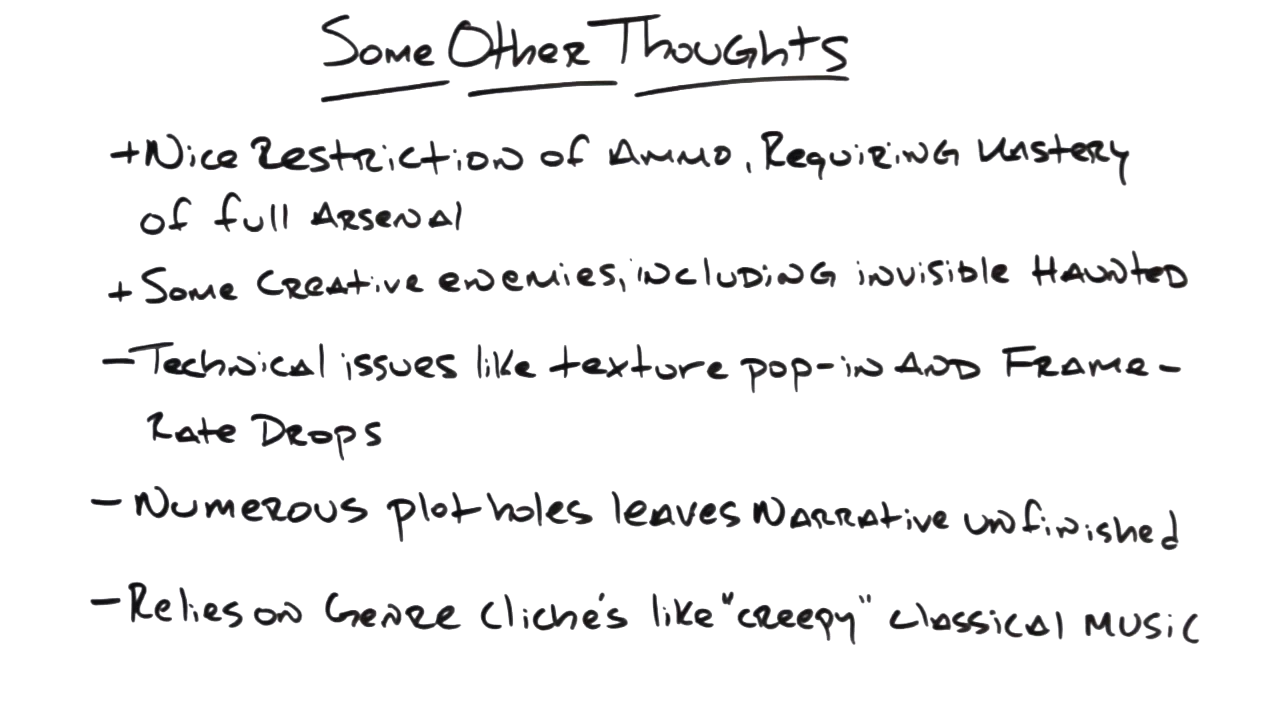 Some Other Thoughts
+ Nice Restriction of Ammo, Requiring Mastery
of full Arsenal
+ Some Creative enemies, including invisible Haunted
- Technical issues like texture pop-in AND Frame-
Rate Drops
- Numerous plot holes leaves Narrative unfinished
- Relies on Genre Cliché's like "creepy" classical music